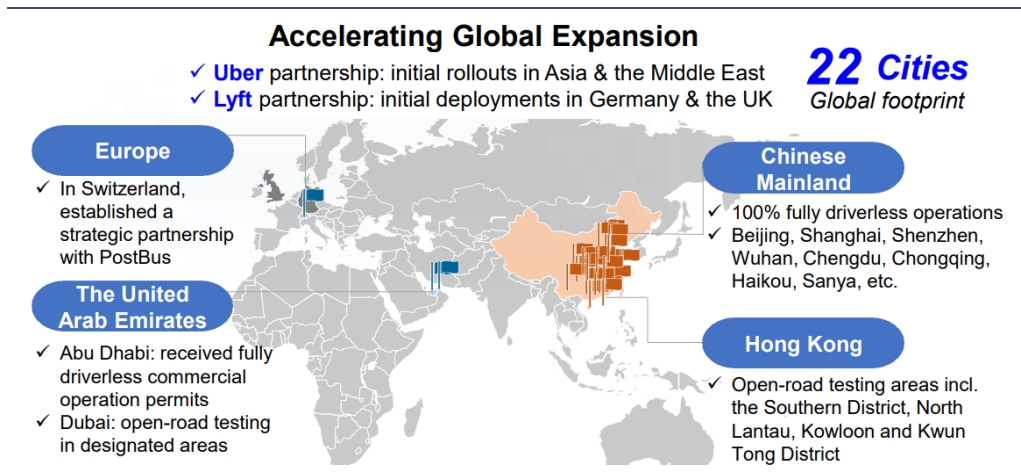 Accelerating Global Expansion
✓ Uber partnership: initial rollouts in Asia & the Middle East
✓ Lyft partnership: initial deployments in Germany & the UK
22 Cities
Global footprint
Europe
✓ In Switzerland,
established a
strategic partnership
with PostBus
The United
Arab Emirates
✓ Abu Dhabi: received fully
driverless commercial
operation permits
✓ Dubai: open-road testing
in designated areas
Chinese
Mainland
✓ 100% fully driverless operations
✓ Beijing, Shanghai, Shenzhen,
Wuhan, Chengdu, Chongqing,
Haikou, Sanya, etc.
Hong Kong
✓ Open-road testing areas incl.
the Southern District, North
Lantau, Kowloon and Kwun
Tong District